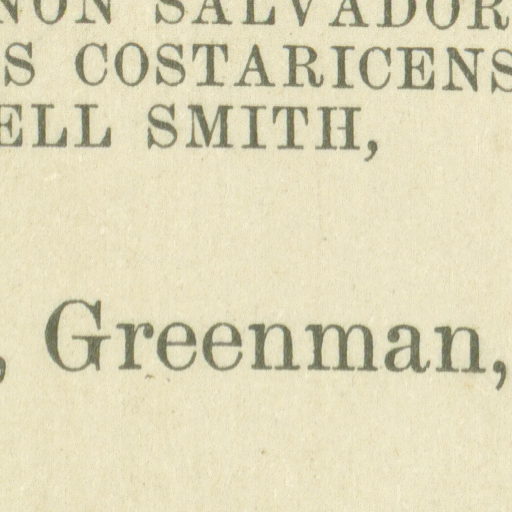 NON SALVADOR
S COSTARICENS
ELL SMITH,
, Greenman,